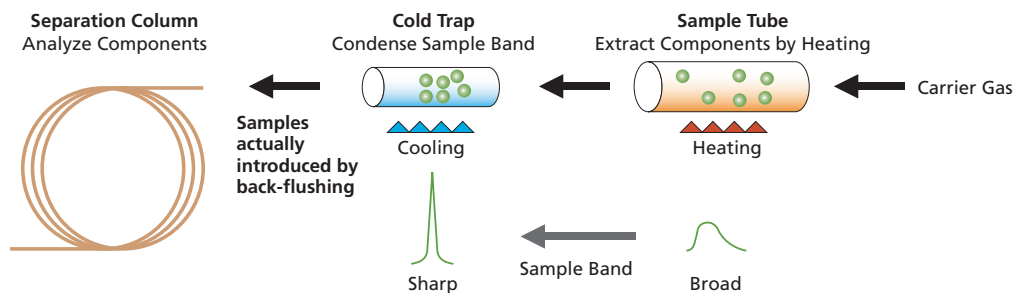 Separation Column
Analyze Components
Cold Trap
Condense Sample Band
Sample Tube
Extract Components by Heating
Carrier Gas
Samples
actually
introduced by
back-flushing
Cooling
Heating
Sample Band
Sharp
Broad